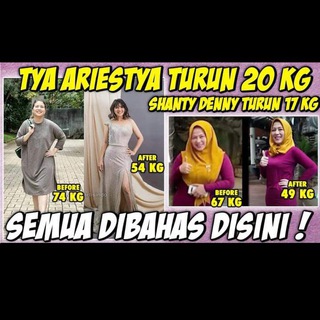 TYA ARIESTYA TURUN 20 KG
SHANTY DENNY TURUN 17 KG
BEFORE
74 KG
AFTER
54 KG
BEFORE
67 KG
AFTER
49 KG
SEMUA DIBAHAS DISINI !